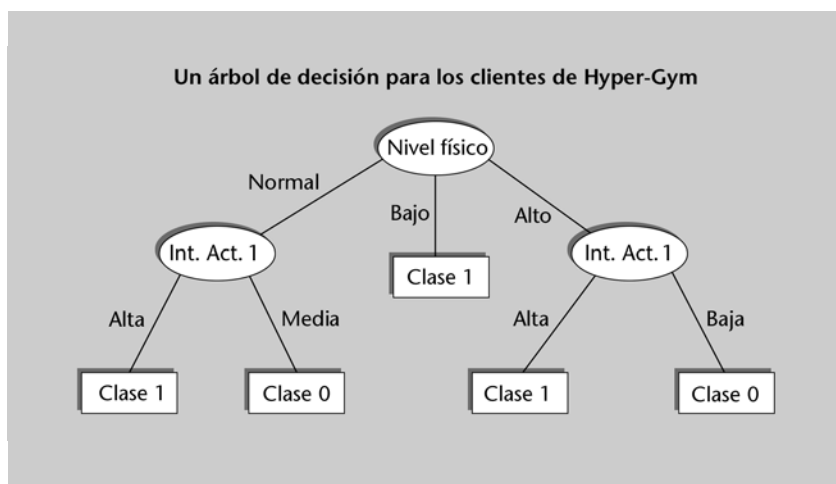 Un árbol de decisión para los clientes de Hyper-Gym
Nivel físico
Normal
Bajo
Alto
Int. Act. 1
Clase 1
Int. Act. 1
Alta
Media
Alta
Baja
Clase 1
Clase 0
Clase 1
Clase 0